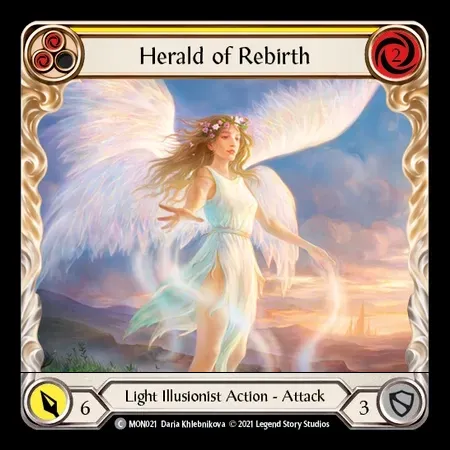 Herald of Rebirth
2
Light Illusionist Action - Attack
6
3
C MON021 Daria Khlebnikova © 2021 Legend Story Studios